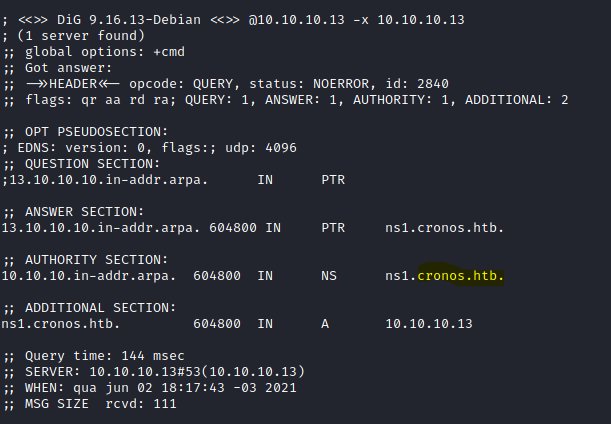 ; <<>> DiG 9.16.13-Debian <<>> @10.10.10.13 -x 10.10.10.13
; (1 server found)
;; global options: +cmd
;; Got answer:
;; ->>HEADER<<- opcode: QUERY, status: NOERROR, id: 2840
;; flags: qr aa rd ra; QUERY: 1, ANSWER: 1, AUTHORITY: 1, ADDITIONAL: 2
;; OPT PSEUDOSECTION:
; EDNS: version: 0, flags:; udp: 4096
;; QUESTION SECTION:
;13.10.10.10.in-addr.arpa. IN PTR
;; ANSWER SECTION:
13.10.10.10.in-addr.arpa. 604800 IN PTR ns1.cronos.htb.
;; AUTHORITY SECTION:
10.10.10.in-addr.arpa. 604800 IN NS ns1.cronos.htb.
;; ADDITIONAL SECTION:
ns1.cronos.htb. 604800 IN A 10.10.10.13
;; Query time: 144 msec
;; SERVER: 10.10.10.13#53(10.10.10.13)
;; WHEN: qua jun 02 18:17:43 -03 2021
;; MSG SIZE rcvd: 111